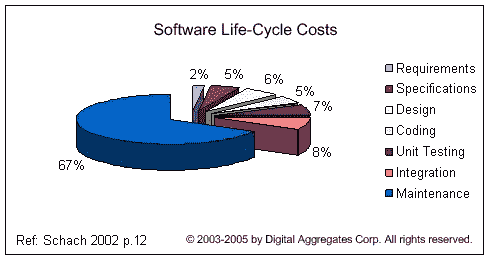 Software Life-Cycle Costs
2%
5%
6%
5%
7%
8%
67%
Requirements
Specifications
Design
Coding
Unit Testing
Integration
Maintenance
Ref: Schach 2002 p.12
© 2003-2005 by Digital Aggregates Corp. All rights reserved.